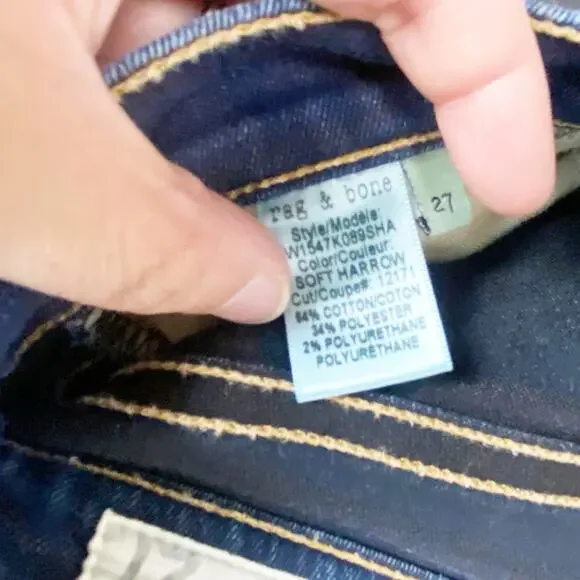 rag & bone
27
Style/Modèle:
W1547K089SHA
Color/Couleur:
SOFT HARROW
Cut/Coupe#: 12171
64% COTTON/COTON
34% POLYESTER
2% POLYURETHANE
POLYURETHANE